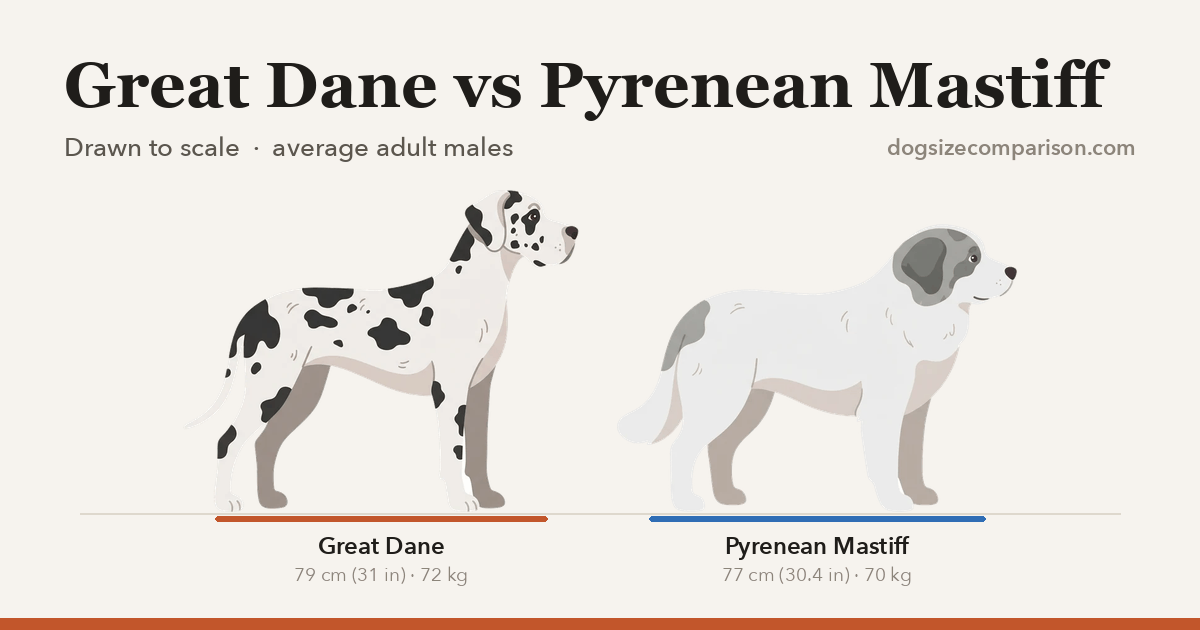 Great Dane vs Pyrenean Mastiff
Drawn to scale · average adult males
dogsizecomparison.com
Great Dane
79 cm (31 in) · 72 kg
Pyrenean Mastiff
77 cm (30.4 in) · 70 kg